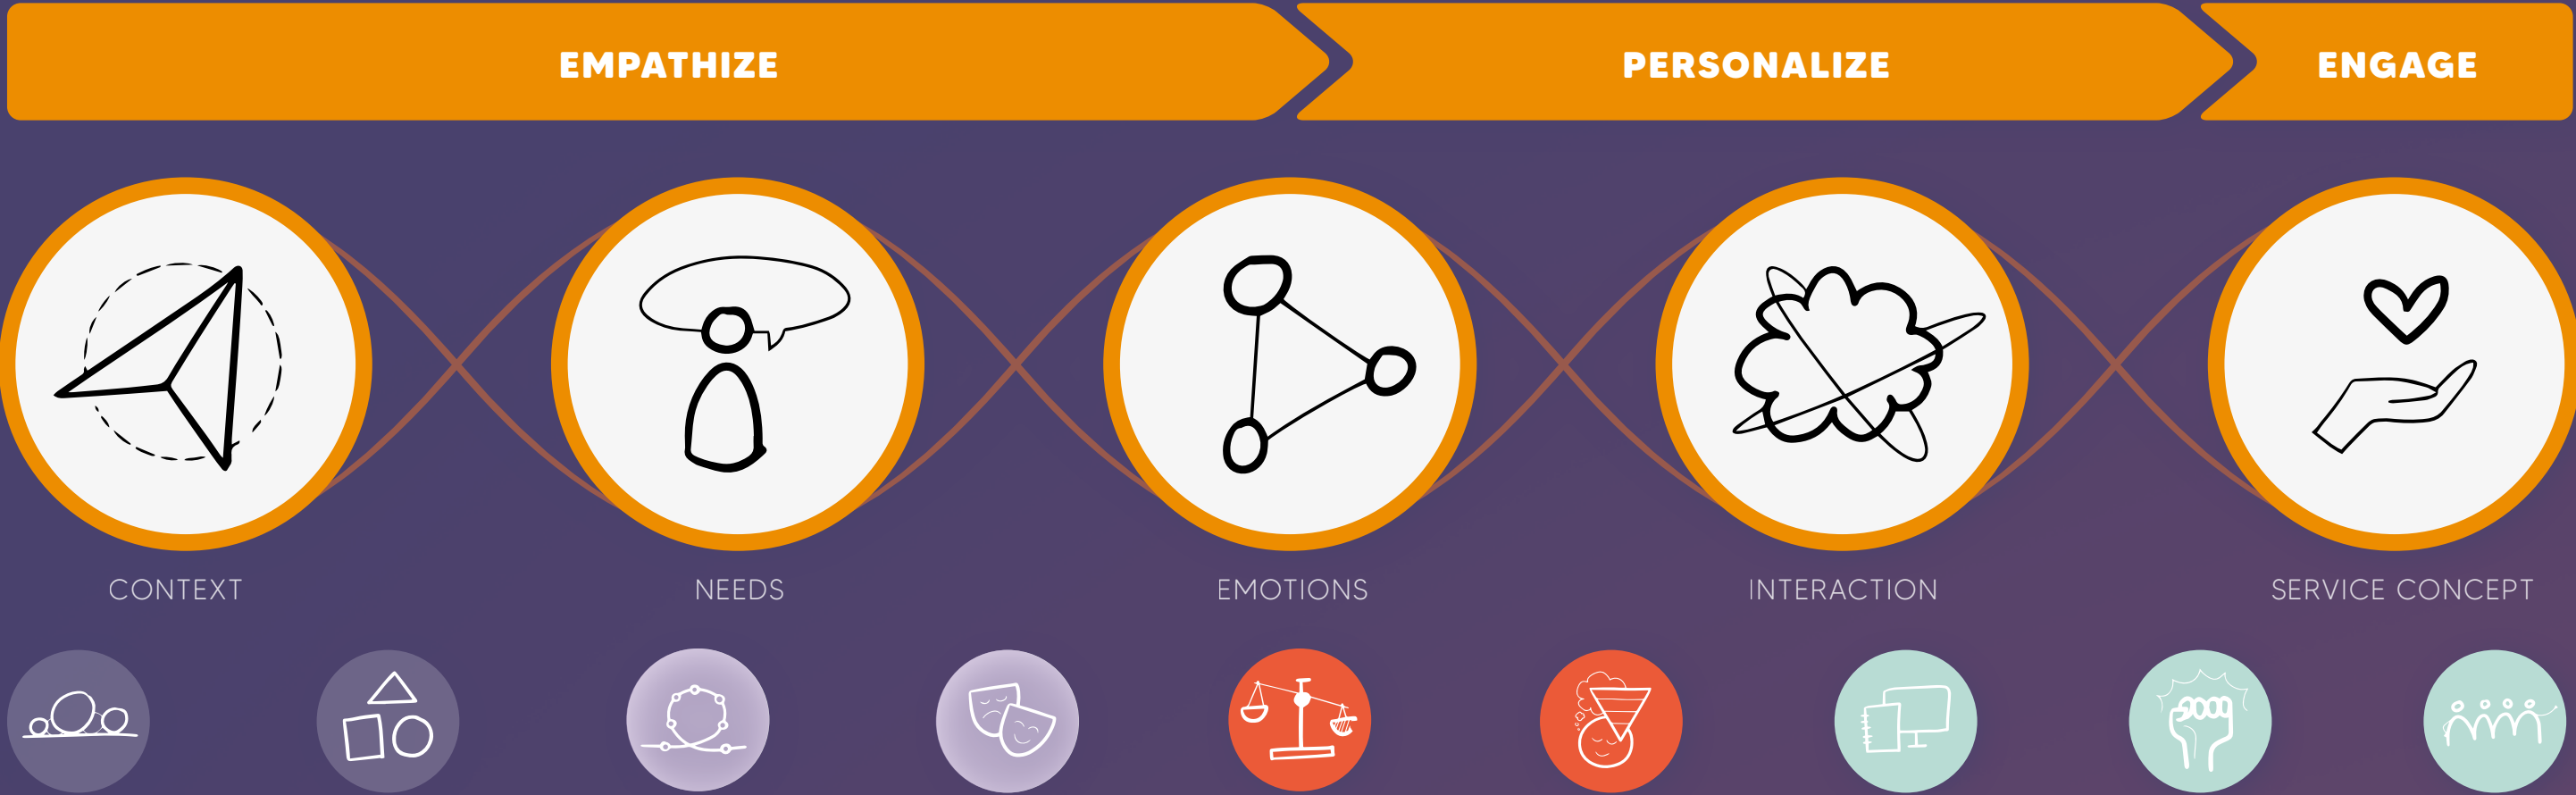 EMPATHIZE
PERSONALIZE
ENGAGE
CONTEXT
NEEDS
EMOTIONS
INTERACTION
SERVICE CONCEPT